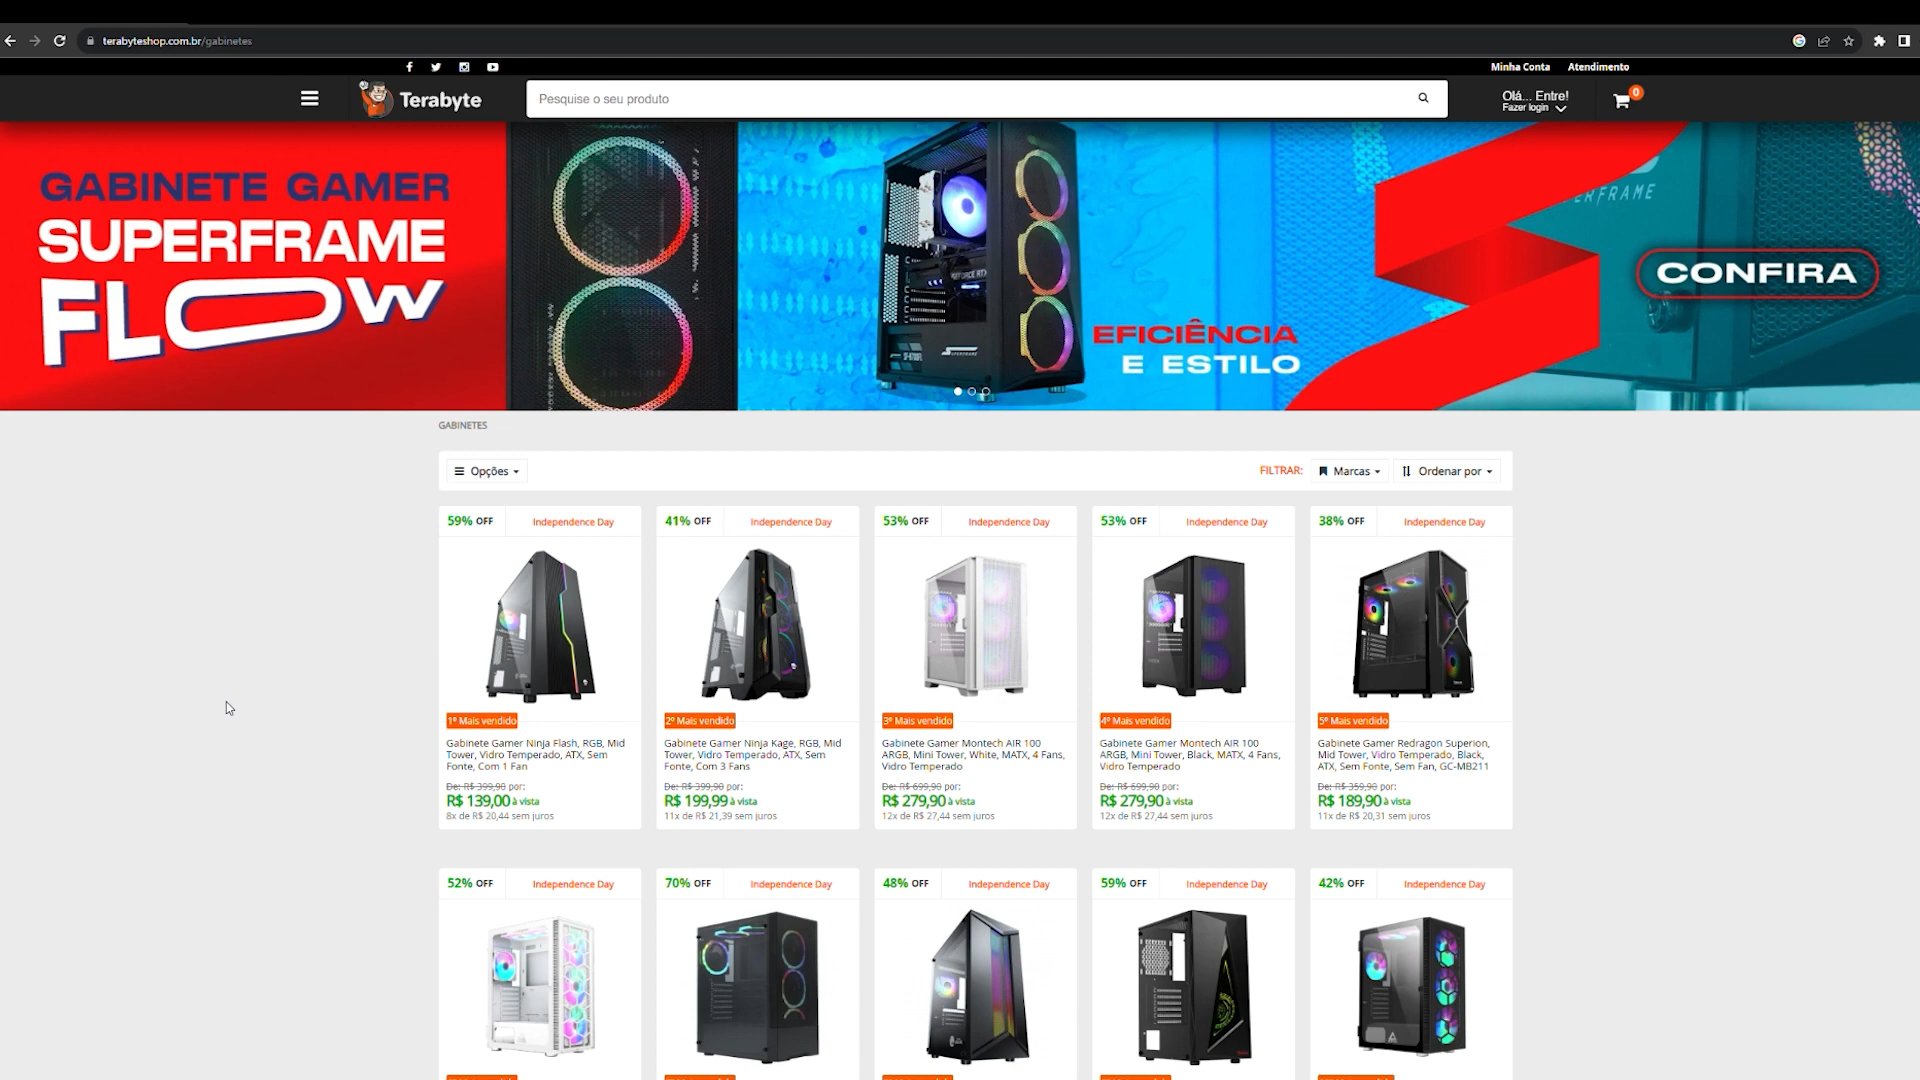 terabyteshop.com.br/gabinetes
Minha Conta Atendimento
Terabyte
Pesquise o seu produto
Olá... Entre!
Fazer login
0
GABINETE GAMER
SUPERFRAME
FLOW
EFICIÊNCIA
E ESTILO
CONFIRA
GABINETES
Opções
FILTRAR: Marcas Ordenar por
59% OFF Independence Day
1º Mais vendido
Gabinete Gamer Ninja Flash, RGB, Mid
Tower, Vidro Temperado, ATX, Sem
Fonte, Com 1 Fan
De: R$ 399,90 por:
R$ 139,00 à vista
8x de R$ 20,44 sem juros
41% OFF Independence Day
2º Mais vendido
Gabinete Gamer Ninja Kage, RGB, Mid
Tower, Vidro Temperado, ATX, Sem
Fonte, Com 3 Fans
De: R$ 399,90 por:
R$ 199,99 à vista
11x de R$ 21,39 sem juros
53% OFF Independence Day
3º Mais vendido
Gabinete Gamer Montech AIR 100
ARGB, Mini Tower, White, MATX, 4 Fans,
Vidro Temperado
De: R$ 699,90 por:
R$ 279,90 à vista
12x de R$ 27,44 sem juros
53% OFF Independence Day
4º Mais vendido
Gabinete Gamer Montech AIR 100
ARGB, Mini Tower, Black, MATX, 4 Fans,
Vidro Temperado
De: R$ 699,90 por:
R$ 279,90 à vista
12x de R$ 27,44 sem juros
38% OFF Independence Day
5º Mais vendido
Gabinete Gamer Redragon Superion,
Mid Tower, Vidro Temperado, Black,
ATX, Sem Fonte, Sem Fan, GC-MB211
De: R$ 359,90 por:
R$ 189,90 à vista
11x de R$ 20,31 sem juros
52% OFF Independence Day
70% OFF Independence Day
48% OFF Independence Day
59% OFF Independence Day
42% OFF Independence Day